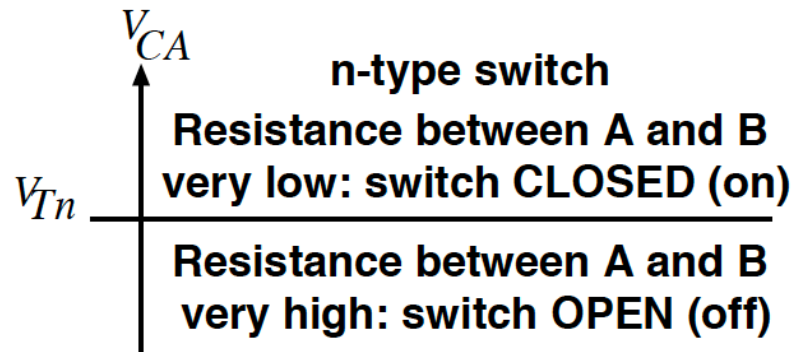 V_CA
n-type switch
Resistance between A and B
very low: switch CLOSED (on)
V_Tn
Resistance between A and B
very high: switch OPEN (off)